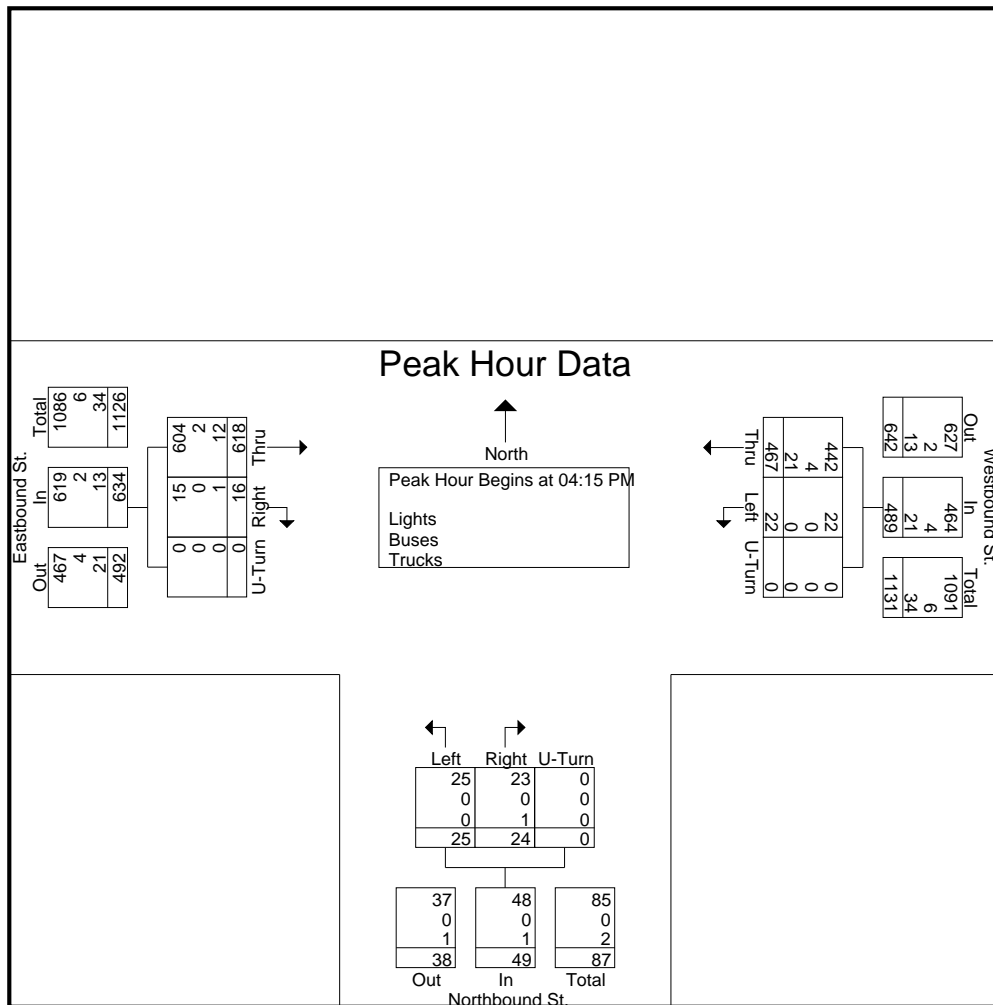 Peak Hour Data
North
Peak Hour Begins at 04:15 PM
Lights
Buses
Trucks
Eastbound St.
Out In Total
467 619 1086
4 2 6
21 13 34
492 634 1126
U-Turn Right Thru
0 15 604
0 0 2
0 1 12
0 16 618
Westbound St.
Out In Total
627 464 1091
2 4 6
13 21 34
642 489 1131
Thru Left U-Turn
442 22 0
4 0 0
21 0 0
467 22 0
Left Right U-Turn
25 23 0
0 0 0
0 1 0
25 24 0
37 48 85
0 0 0
1 1 2
38 49 87
Out In Total
Northbound St.